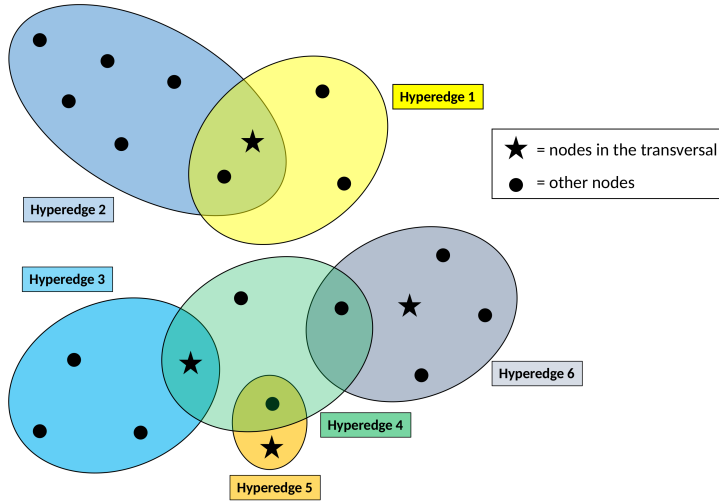 Hyperedge 1
= nodes in the transversal
= other nodes
Hyperedge 2
Hyperedge 3
Hyperedge 6
Hyperedge 4
Hyperedge 5